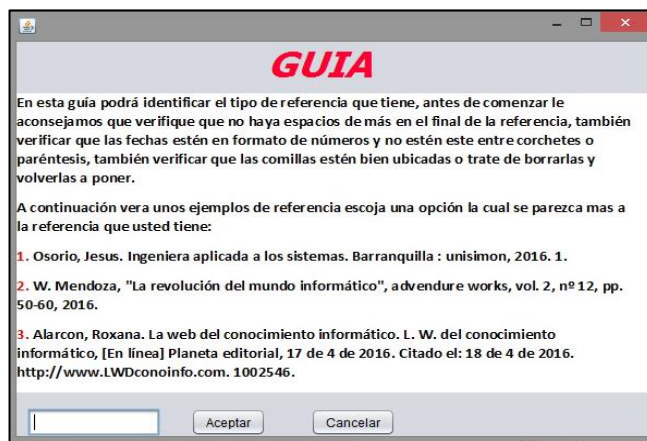 GUIA
En esta guía podrá identificar el tipo de referencia que tiene, antes de comenzar le
aconsejamos que verifique que no haya espacios de más en el final de la referencia, también
verificar que las fechas estén en formato de números y no estén este entre corchetes o
paréntesis, también verificar que las comillas estén bien ubicadas o trate de borrarlas y
volverlas a poner.
A continuación vera unos ejemplos de referencia escoja una opción la cual se parezca mas a
la referencia que usted tiene:
1. Osorio, Jesus. Ingeniera aplicada a los sistemas. Barranquilla : unisimon, 2016. 1.
2. W. Mendoza, "La revolución del mundo informático", advendure works, vol. 2, nº 12, pp.
50-60, 2016.
3. Alarcon, Roxana. La web del conocimiento informático. L. W. del conocimiento
informático, [En línea] Planeta editorial, 17 de 4 de 2016. Citado el: 18 de 4 de 2016.
http://www.LWDconoinfo.com. 1002546.
Aceptar Cancelar